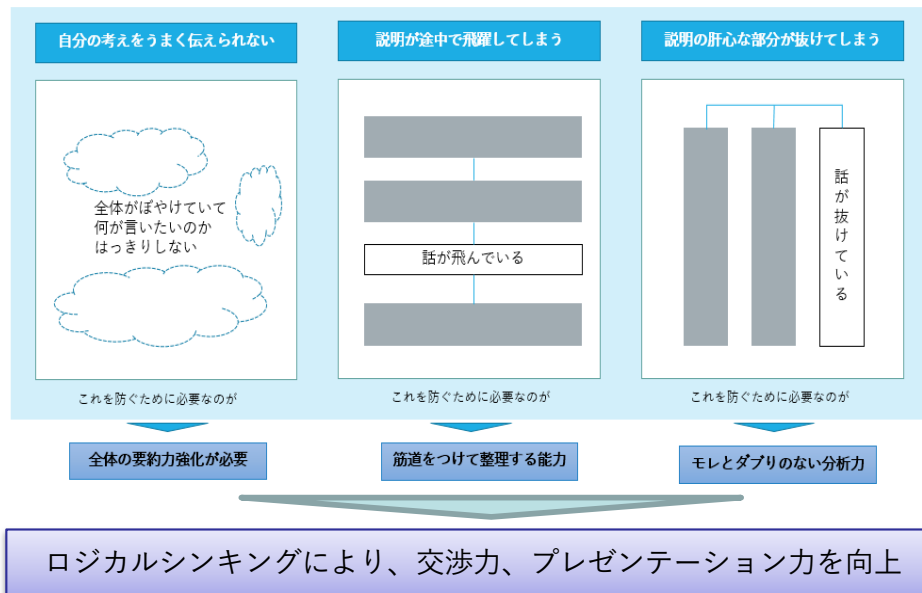 自分の考えをうまく伝えられない
全体がぼやけていて
何が言いたいのか
はっきりしない
これを防ぐために必要なのが
全体の要約力強化が必要
説明が途中で飛躍してしまう
話が飛んでいる
これを防ぐために必要なのが
筋道をつけて整理する能力
説明の肝心な部分が抜けてしまう
話が抜けている
これを防ぐために必要なのが
モレとダブりのない分析力
ロジカルシンキングにより、交渉力、プレゼンテーション力を向上